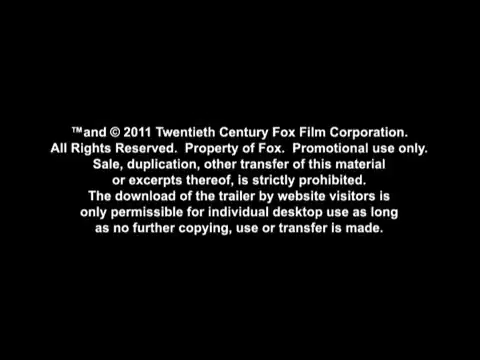 ™and © 2011 Twentieth Century Fox Film Corporation.
All Rights Reserved.  Property of Fox.  Promotional use only.
Sale, duplication, other transfer of this material
or excerpts thereof, is strictly prohibited.
The download of the trailer by website visitors is
only permissible for individual desktop use as long
as no further copying, use or transfer is made.